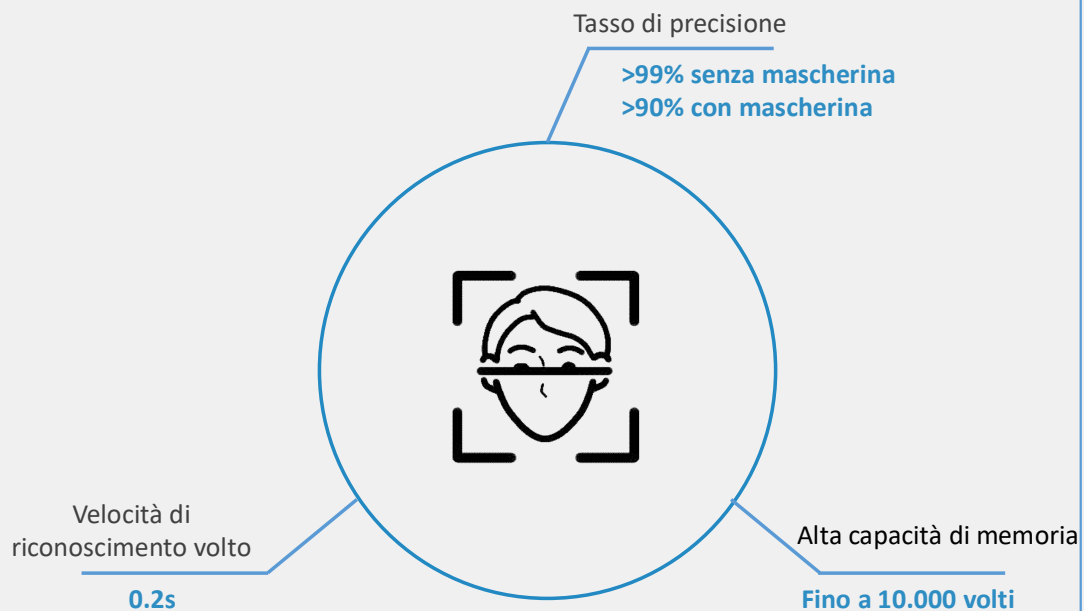 Tasso di precisione
>99% senza mascherina
>90% con mascherina
Velocità di
riconoscimento volto
0.2s
Alta capacità di memoria
Fino a 10.000 volti